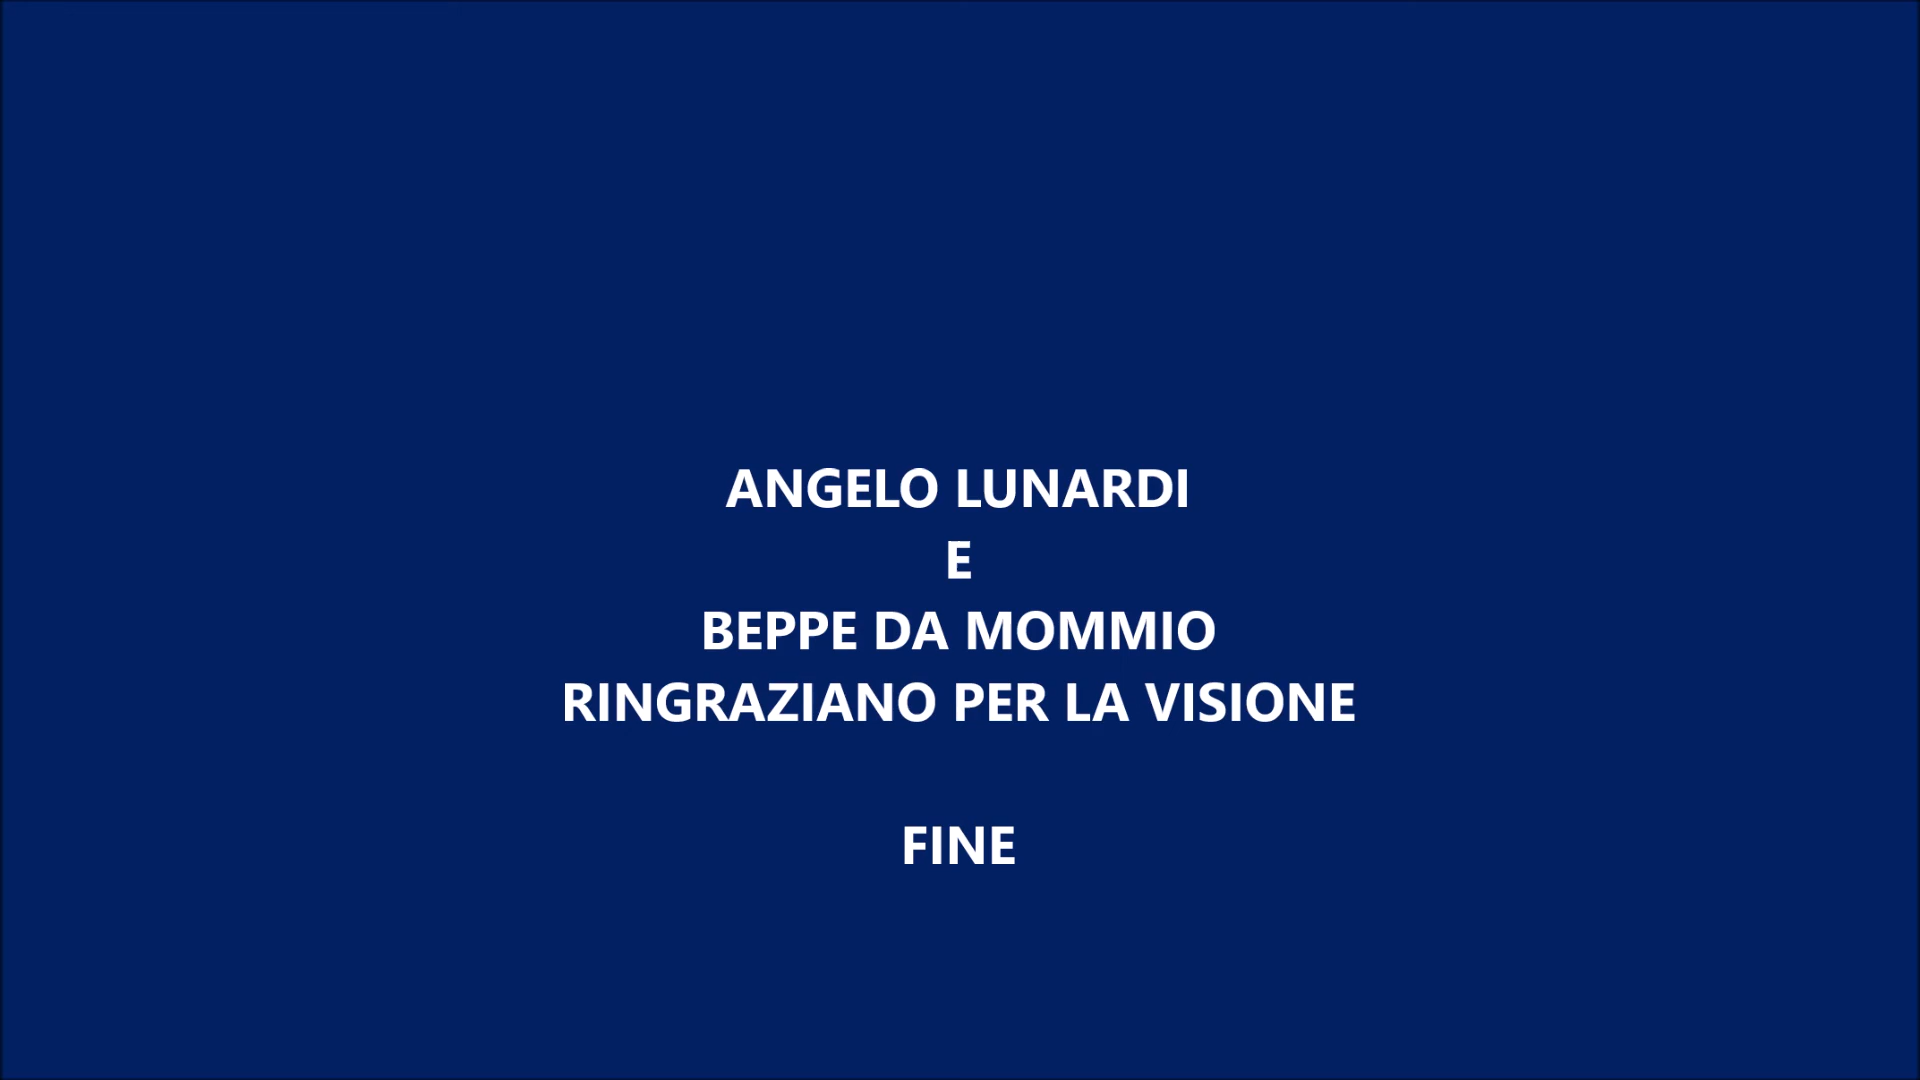 ANGELO LUNARDI
E
BEPPE DA MOMMIO
RINGRAZIANO PER LA VISIONE
FINE